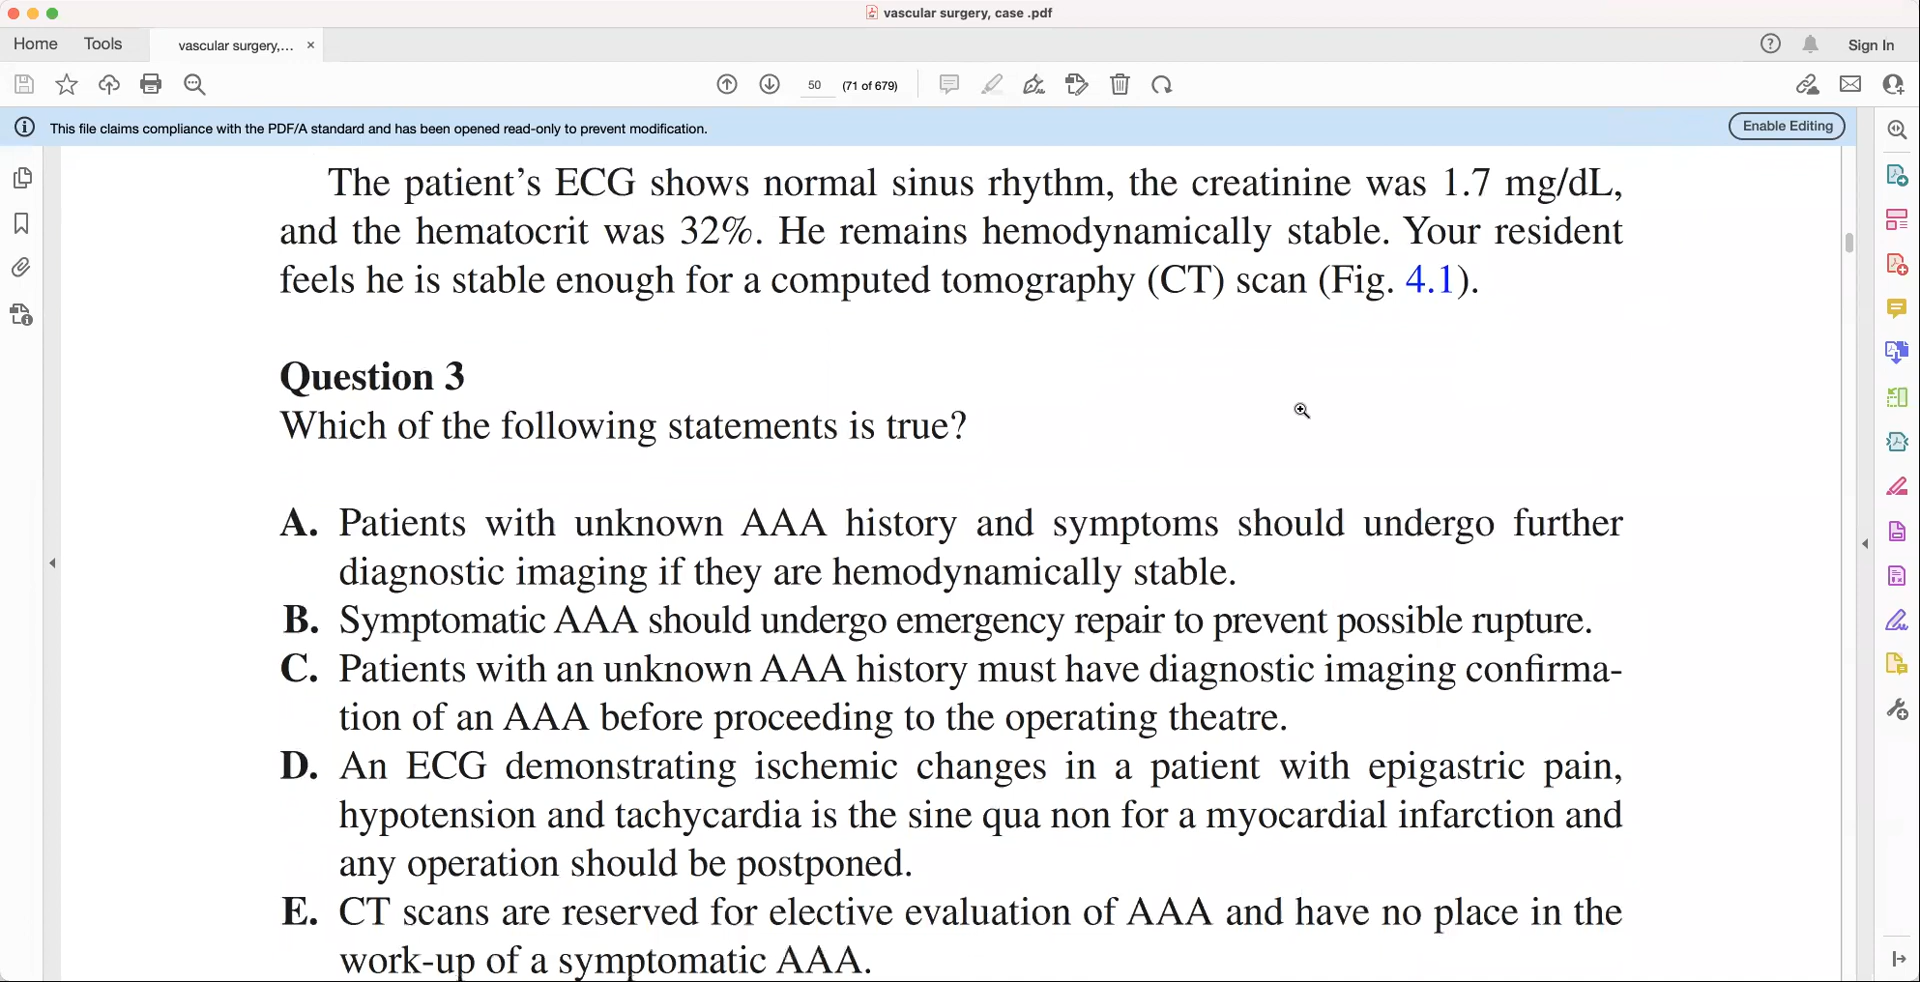 vascular surgery, case .pdf
Home Tools vascular surgery,... × Sign In
50 (71 of 679)
This file claims compliance with the PDF/A standard and has been opened read-only to prevent modification. Enable Editing
The patient’s ECG shows normal sinus rhythm, the creatinine was 1.7 mg/dL,
and the hematocrit was 32%. He remains hemodynamically stable. Your resident
feels he is stable enough for a computed tomography (CT) scan (Fig. 4.1).
Question 3
Which of the following statements is true?
A. Patients with unknown AAA history and symptoms should undergo further
diagnostic imaging if they are hemodynamically stable.
B. Symptomatic AAA should undergo emergency repair to prevent possible rupture.
C. Patients with an unknown AAA history must have diagnostic imaging confirma-
tion of an AAA before proceeding to the operating theatre.
D. An ECG demonstrating ischemic changes in a patient with epigastric pain,
hypotension and tachycardia is the sine qua non for a myocardial infarction and
any operation should be postponed.
E. CT scans are reserved for elective evaluation of AAA and have no place in the
work-up of a symptomatic AAA.